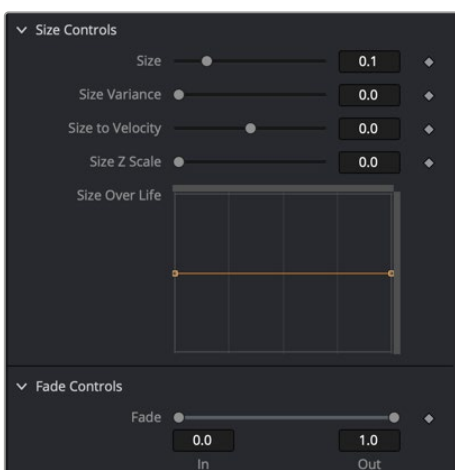 Size Controls
Size 0.1
Size Variance 0.0
Size to Velocity 0.0
Size Z Scale 0.0
Size Over Life
Fade Controls
Fade
0.0 1.0
In Out